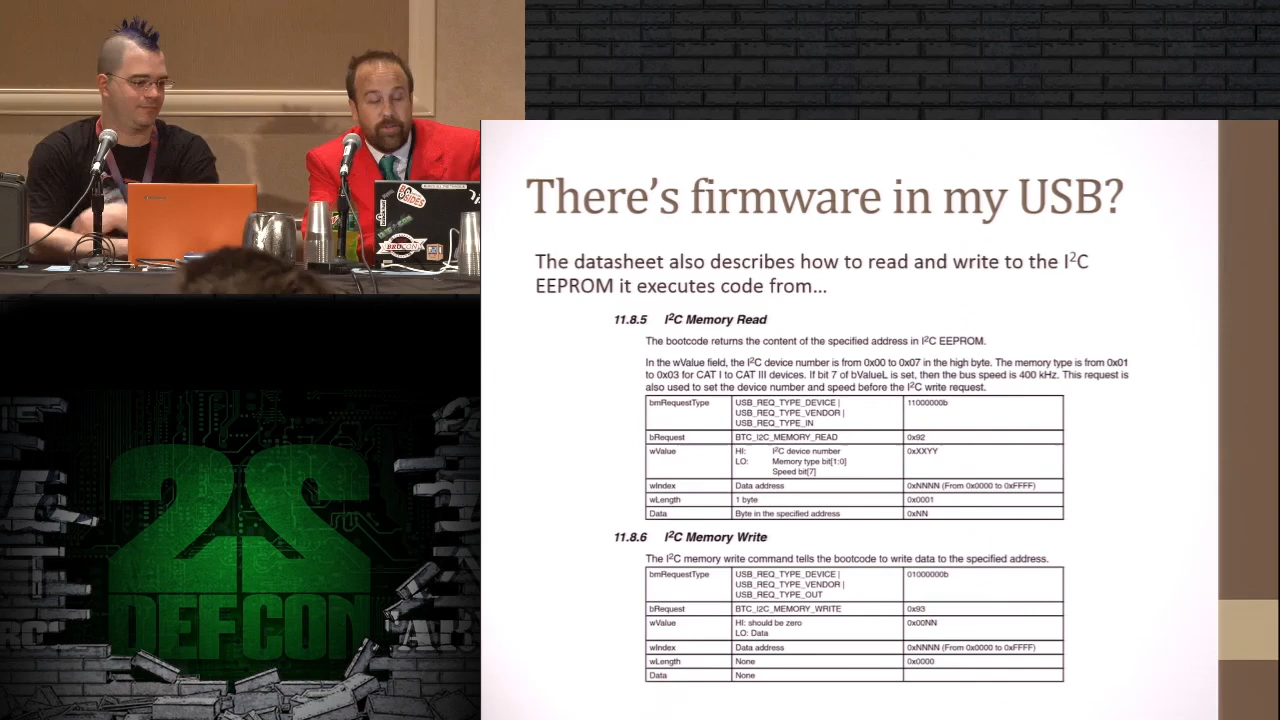 There's firmware in my USB?
The datasheet also describes how to read and write to the I²C
EEPROM it executes code from...
11.8.5 I²C Memory Read
The bootcode returns the content of the specified address in I²C EEPROM.
In the wValue field, the I²C device number is from 0x00 to 0x07 in the high byte. The memory type is from 0x01
to 0x03 for CAT I to CAT III devices. If bit 7 of bValueL is set, then the bus speed is 400 kHz. This request is
also used to set the device number and speed before the I²C write request.
bmRequestType USB_REQ_TYPE_DEVICE | 11000000b
USB_REQ_TYPE_VENDOR |
USB_REQ_TYPE_IN
bRequest BTC_I2C_MEMORY_READ 0x92
wValue HI: I²C device number 0xXXYY
LO: Memory type bit[1:0]
Speed bit[7]
wIndex Data address 0xNNNN (From 0x0000 to 0xFFFF)
wLength 1 byte 0x0001
Data Byte in the specified address 0xNN
11.8.6 I²C Memory Write
The I²C memory write command tells the bootcode to write data to the specified address.
bmRequestType USB_REQ_TYPE_DEVICE | 01000000b
USB_REQ_TYPE_VENDOR |
USB_REQ_TYPE_OUT
bRequest BTC_I2C_MEMORY_WRITE 0x93
wValue HI: should be zero 0x00NN
LO: Data
wIndex Data address 0xNNNN (From 0x0000 to 0xFFFF)
wLength None 0x0000
Data None
BSIDES
BRUCON
DEFCON